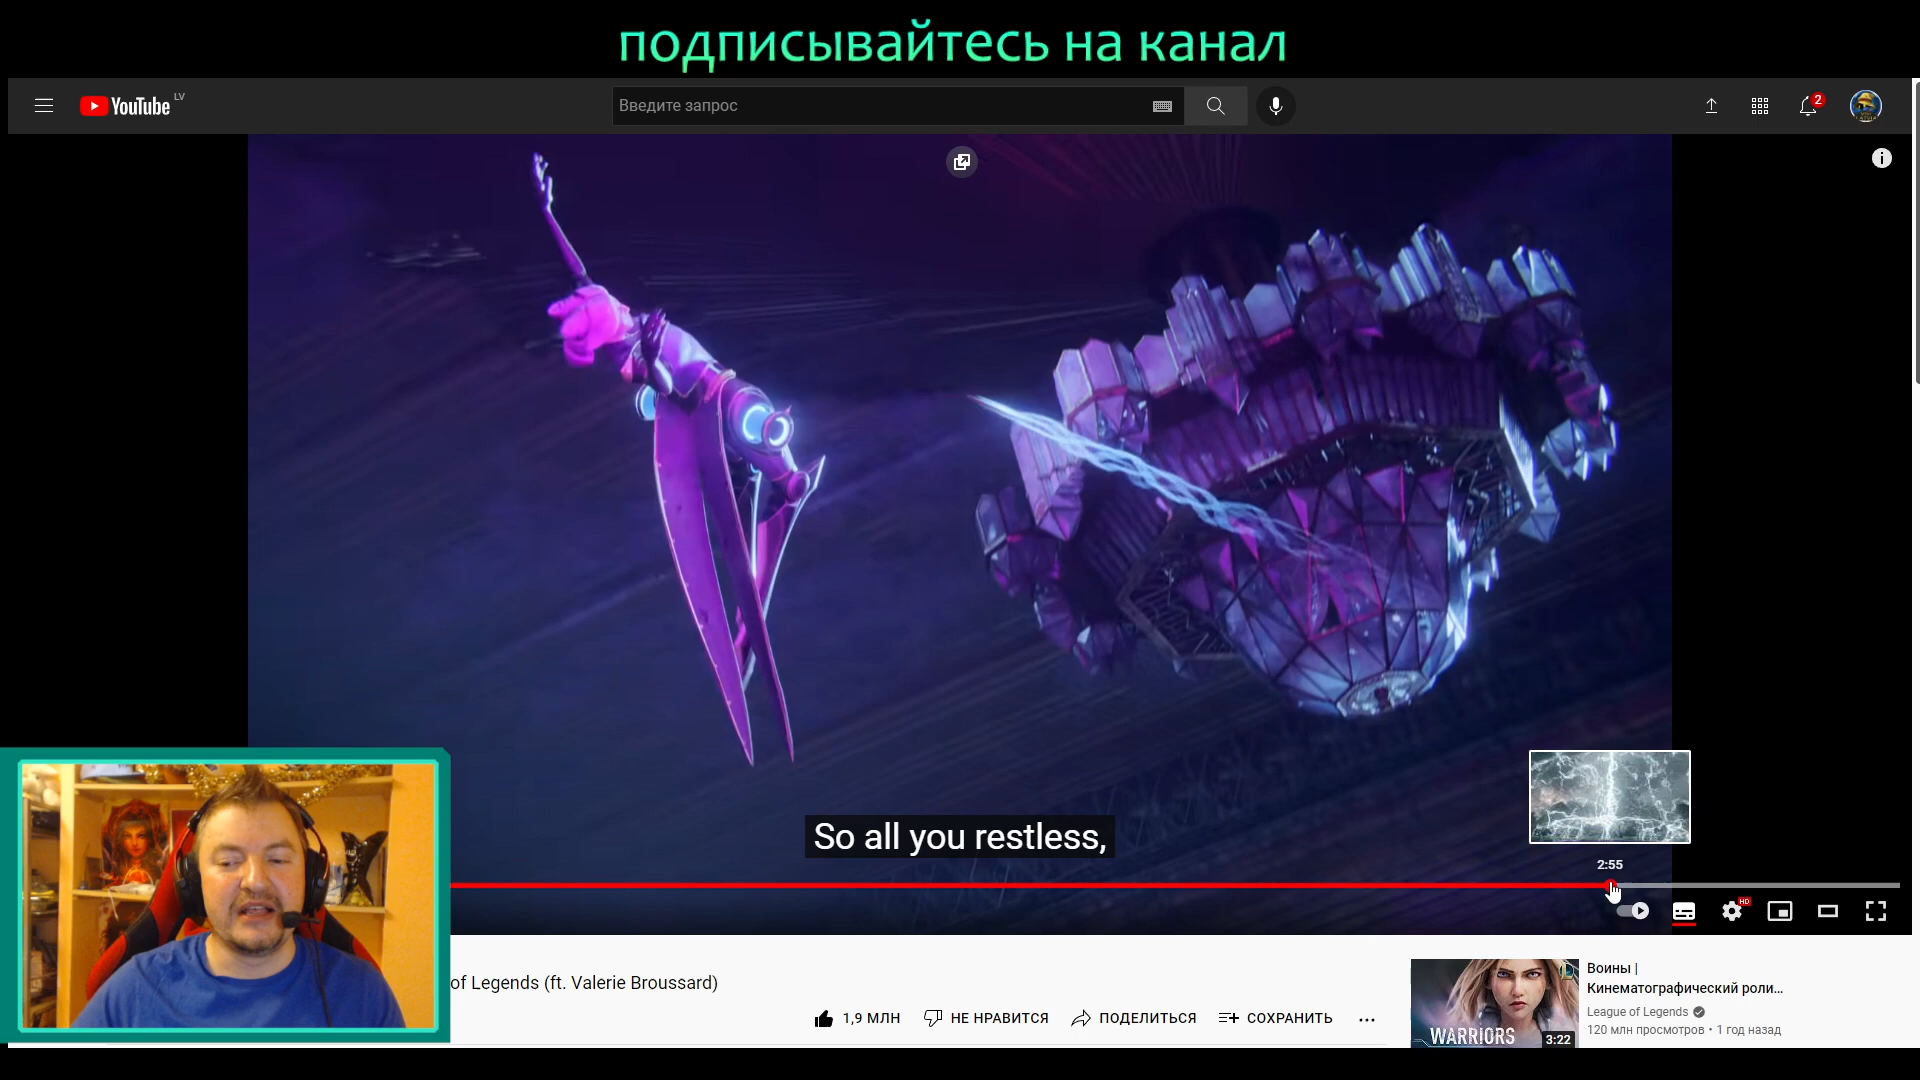 подписывайтесь на канал
YouTube LV
Введите запрос
2
So all you restless,
2:55
HD
of Legends (ft. Valerie Broussard)
1,9 МЛН
НЕ НРАВИТСЯ
ПОДЕЛИТЬСЯ
СОХРАНИТЬ
WARRIORS
3:22
Воины |
Кинематографический роли...
League of Legends
120 млн просмотров • 1 год назад